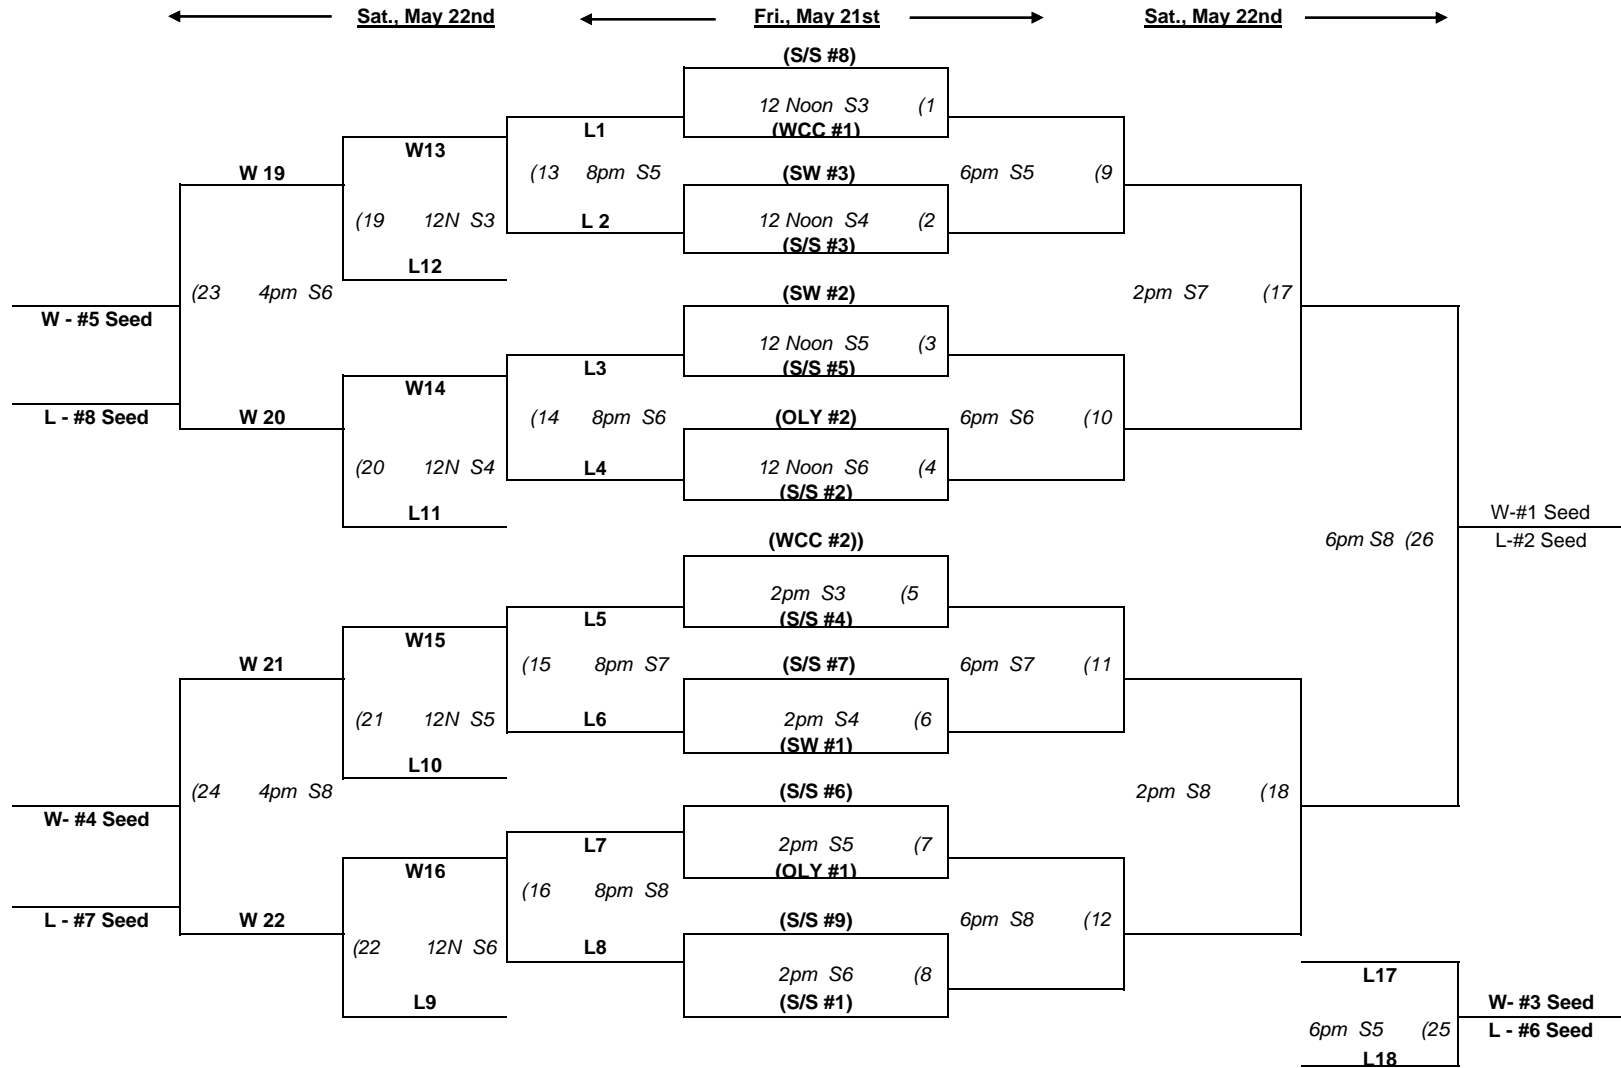 Sat., May 22nd Fri., May 21st Sat., May 22nd
(S/S #8)
12 Noon S3 (1
L1 (WCC #1)
W13
W 19 (13 8pm S5 (SW #3) 6pm S5 (9
(19 12N S3 L 2 12 Noon S4 (2
(S/S #3)
L12
(23 4pm S6 (SW #2) 2pm S7 (17
W - #5 Seed
12 Noon S5 (3
L3 (S/S #5)
W14
L - #8 Seed W 20 (14 8pm S6 (OLY #2) 6pm S6 (10
(20 12N S4 L4 12 Noon S6 (4
(S/S #2)
L11 W-#1 Seed
(WCC #2)) 6pm S8 (26 L-#2 Seed
2pm S3 (5
L5 (S/S #4)
W15
W 21 (15 8pm S7 (S/S #7) 6pm S7 (11
(21 12N S5 L6 2pm S4 (6
(SW #1)
L10
(24 4pm S8 (S/S #6) 2pm S8 (18
W- #4 Seed
L7 2pm S5 (7
W16 (OLY #1)
(16 8pm S8
L - #7 Seed W 22 (S/S #9) 6pm S8 (12
(22 12N S6 L8
2pm S6 (8 L17
L9 (S/S #1) W- #3 Seed
6pm S5 (25 L - #6 Seed
L18